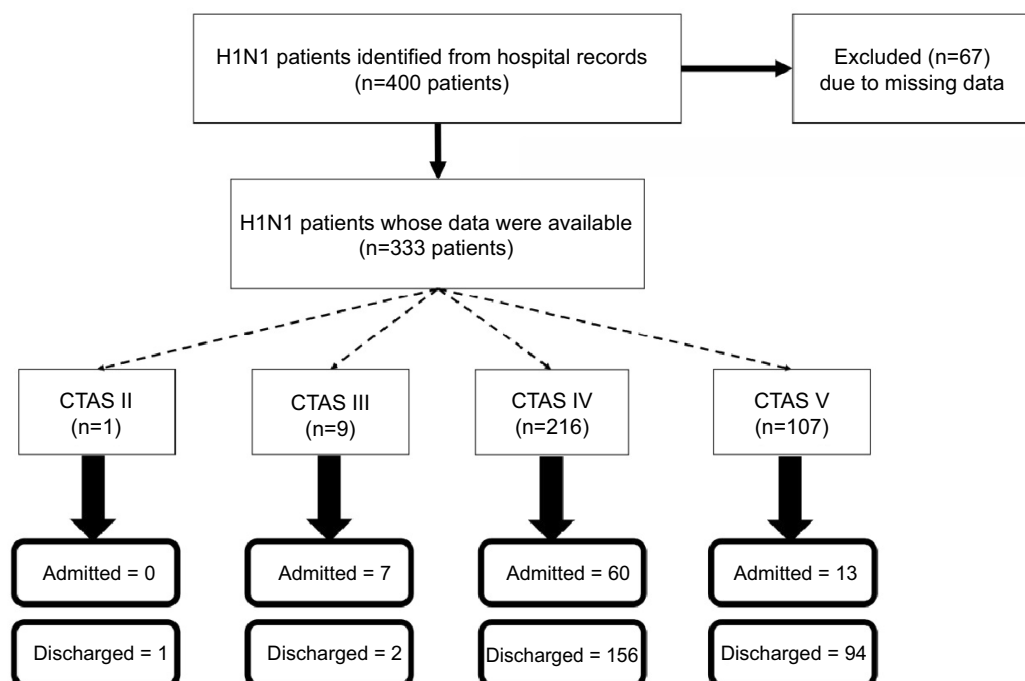 H1N1 patients identified from hospital records
(n=400 patients)
Excluded (n=67)
due to missing data
H1N1 patients whose data were available
(n=333 patients)
CTAS II
(n=1)
CTAS III
(n=9)
CTAS IV
(n=216)
CTAS V
(n=107)
Admitted = 0
Admitted = 7
Admitted = 60
Admitted = 13
Discharged = 1
Discharged = 2
Discharged = 156
Discharged = 94